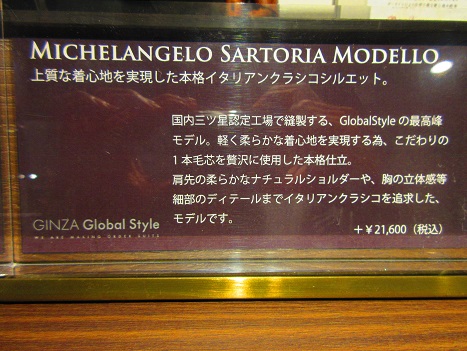 MICHELANGELO SARTORIA MODELLO
上質な着心地を実現した本格イタリアンクラシコシルエット。
国内三ツ星認定工場で縫製する、GlobalStyleの最高峰
モデル。軽く柔らかな着心地を実現する為、こだわりの
1本毛芯を贅沢に使用した本格仕立。
肩先の柔らかなナチュラルショルダーや、胸の立体感等
細部のディテールまでイタリアンクラシコを追求した、
モデルです。
GINZA Global Style
WE ARE MAKING ORDER SUITS
+¥21,600（税込）